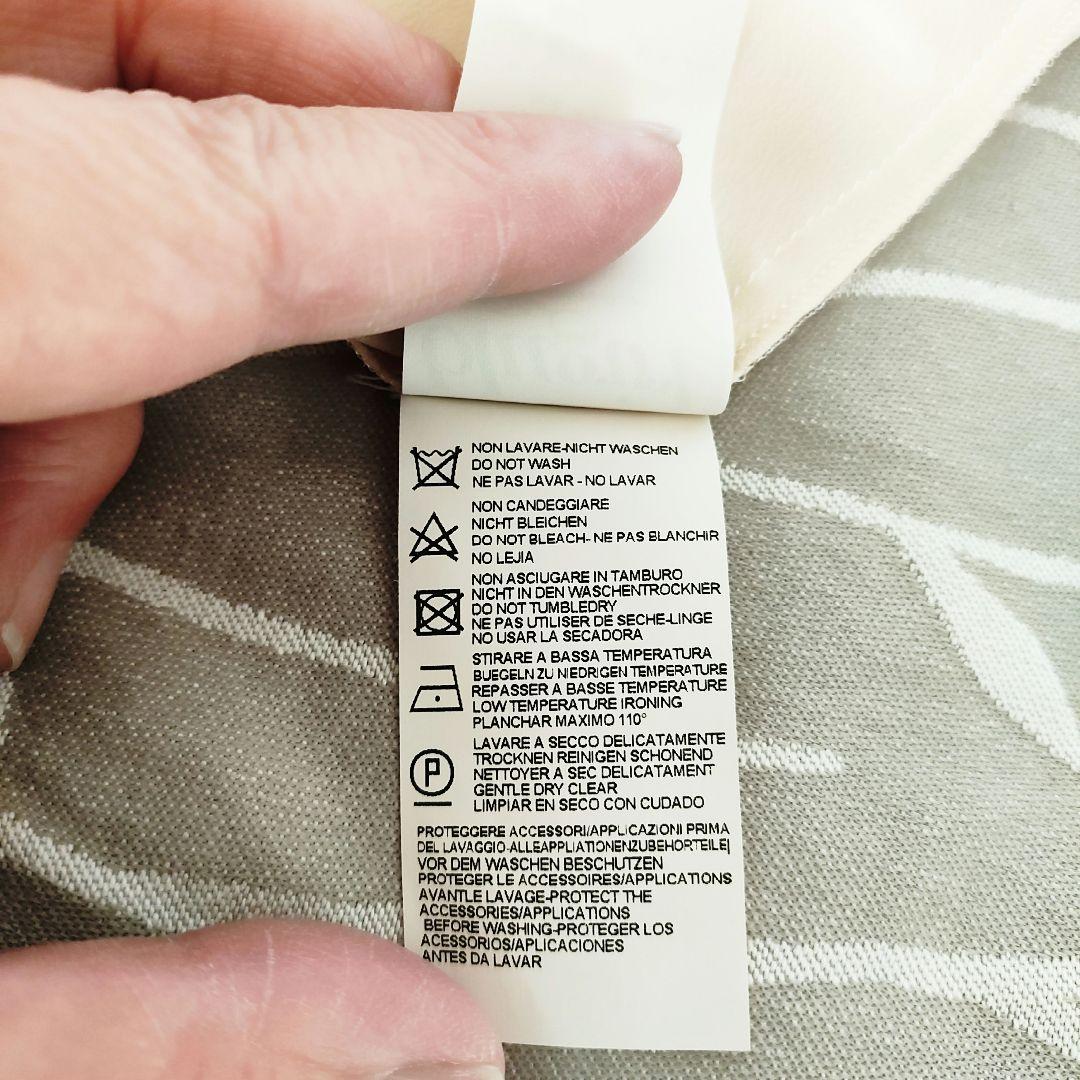 NON LAVARE-NICHT WASCHEN
DO NOT WASH
NE PAS LAVAR - NO LAVAR
NON CANDEGGIARE
NICHT BLEICHEN
DO NOT BLEACH- NE PAS BLANCHIR
NO LEJIA
NON ASCIUGARE IN TAMBURO
NICHT IN DEN WASCHENTROCKNER
DO NOT TUMBLEDRY
NE PAS UTILISER DE SECHE-LINGE
NO USAR LA SECADORA
STIRARE A BASSA TEMPERATURA
BUEGELN ZU NIEDRIGEN TEMPERATURE
REPASSER A BASSE TEMPERATURE
LOW TEMPERATURE IRONING
PLANCHAR MAXIMO 110°
P
LAVARE A SECCO DELICATAMENTE
TROCKNEN REINIGEN SCHONEND
NETTOYER A SEC DELICATAMENT
GENTLE DRY CLEAR
LIMPIAR EN SECO CON CUDADO
PROTEGGERE ACCESSORI/APPLICAZIONI PRIMA
DEL LAVAGGIO-ALLEAPPLIATIONENZUBEHORTEILE|
VOR DEM WASCHEN BESCHUTZEN
PROTEGER LE ACCESSOIRES/APPLICATIONS
AVANTLE LAVAGE-PROTECT THE
ACCESSORIES/APPLICATIONS
BEFORE WASHING-PROTEGER LOS
ACESSORIOS/APLICACIONES
ANTES DA LAVAR